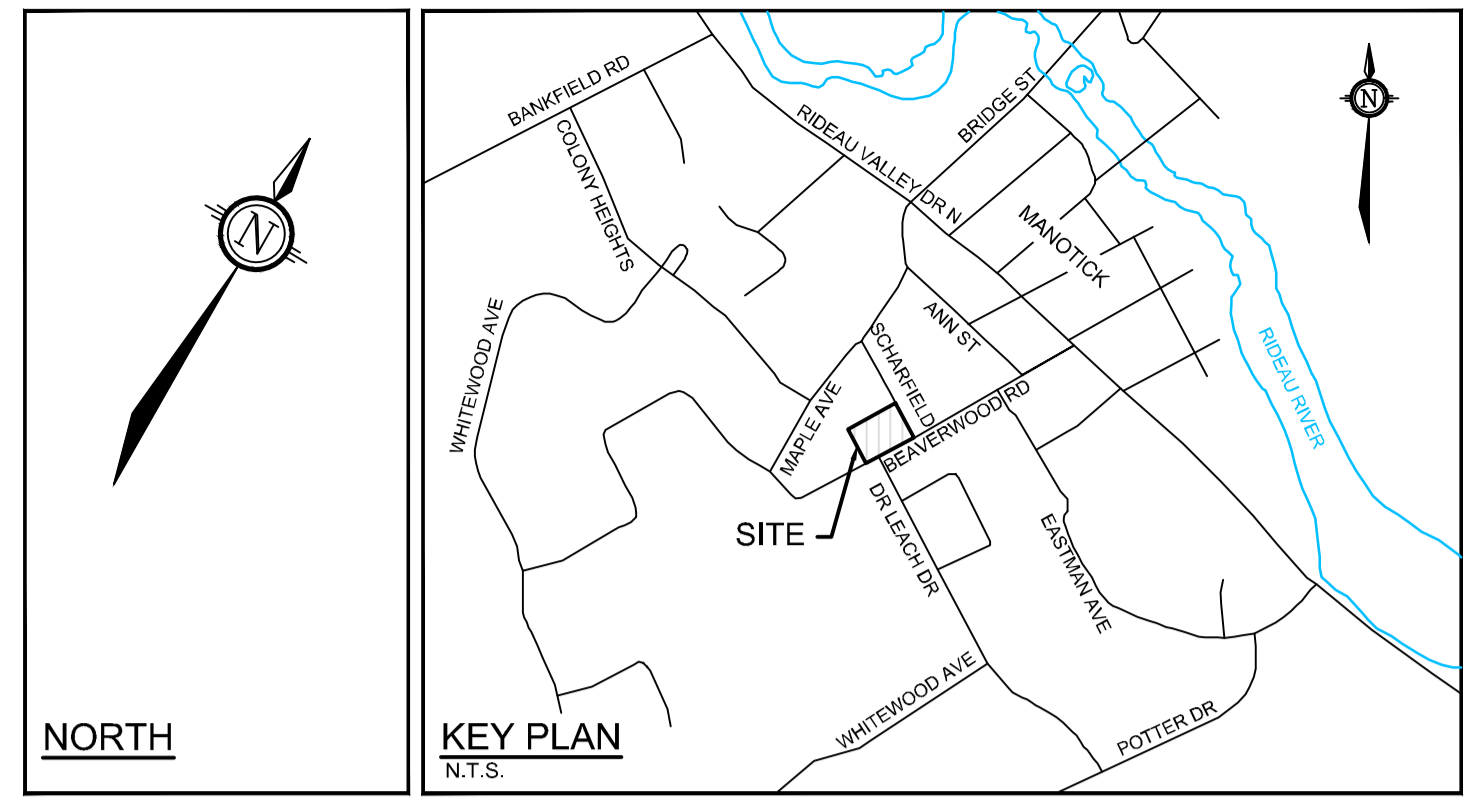 N
NORTH
N
BANKFIELD RD
COLONY HEIGHTS
RIDEAU VALLEY DR N
BRIDGE ST
MANOTICK
WHITEWOOD AVE
ANN ST
SCHARFIELD
MAPLE AVE
BEAVERWOOD RD
RIDEAU RIVER
SITE
DR LEACH DR
EASTMAN AVE
WHITEWOOD AVE
POTTER DR
KEY PLAN
N.T.S.